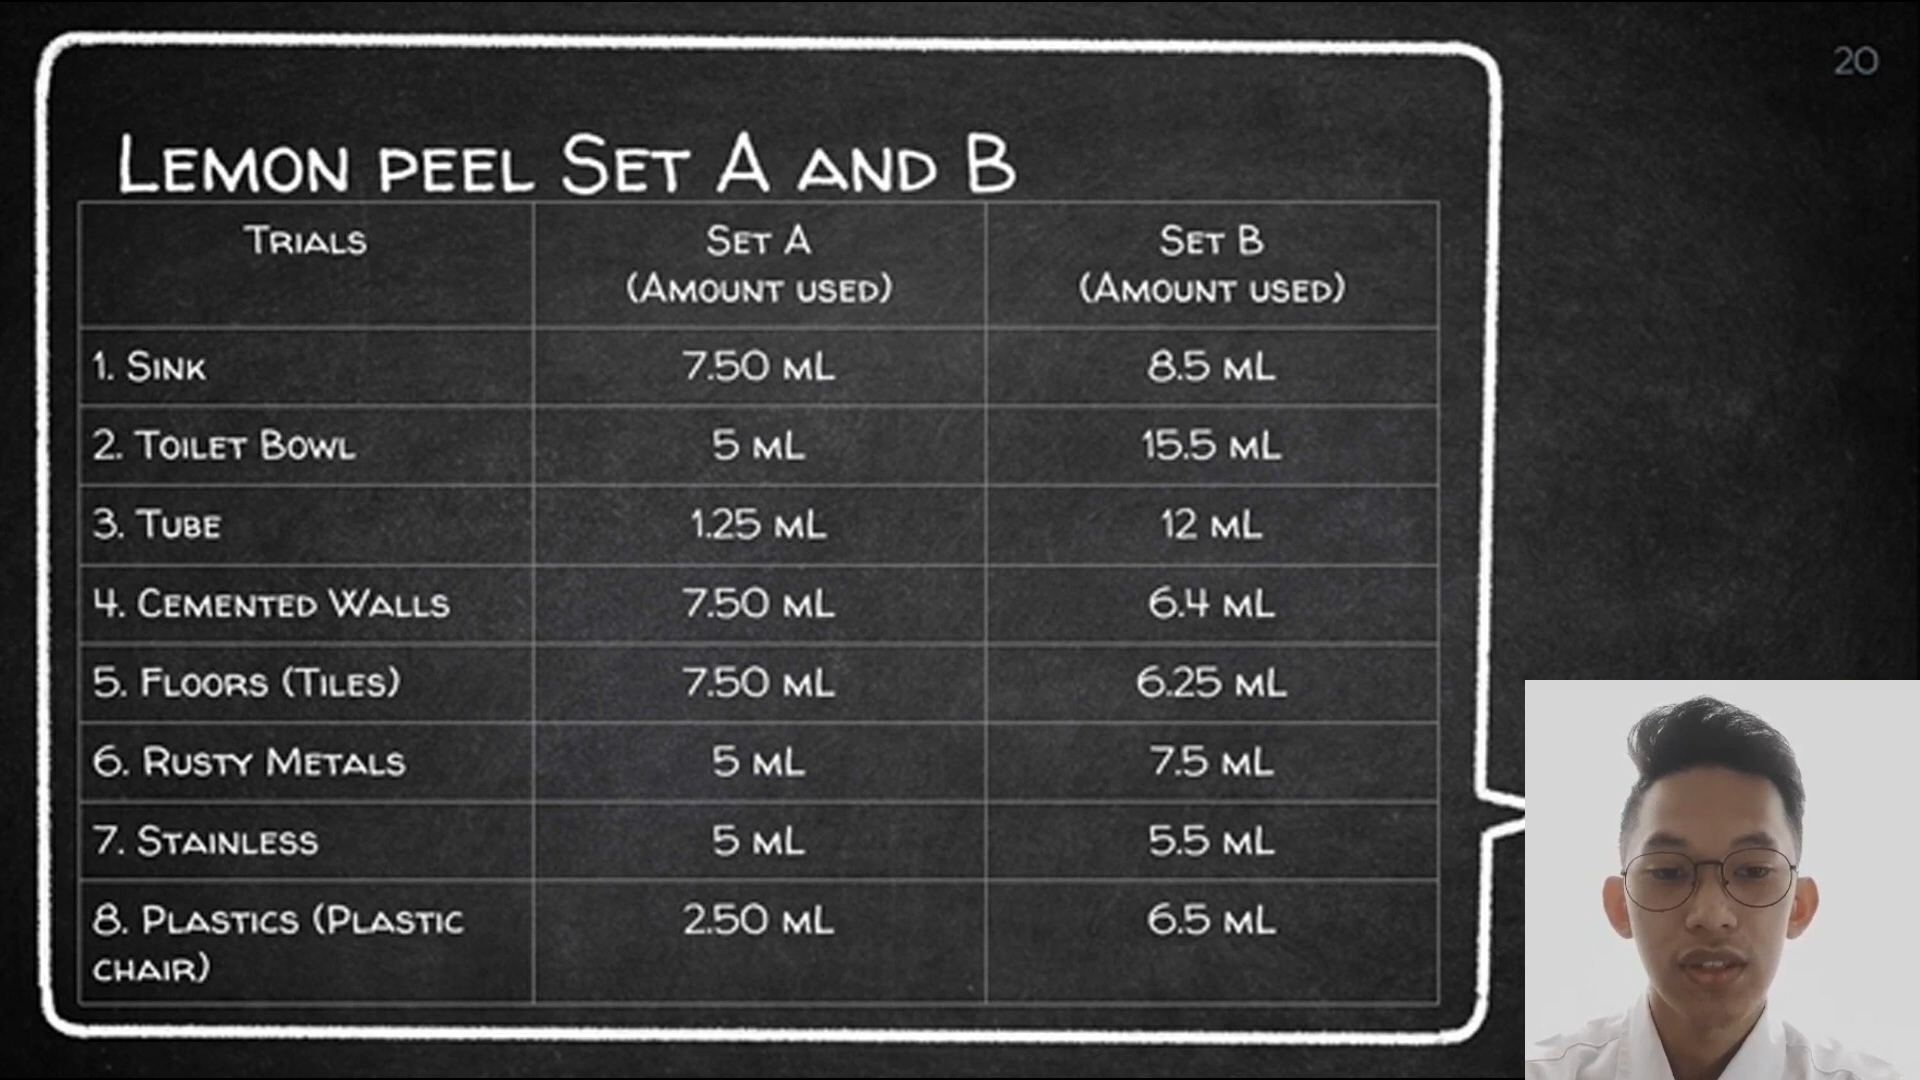 20
Lemon peel Set A and B
Trials
Set A
(Amount used)
Set B
(Amount used)
1. Sink
7.50 mL
8.5 mL
2. Toilet Bowl
5 mL
15.5 mL
3. Tube
1.25 mL
12 mL
4. Cemented Walls
7.50 mL
6.4 mL
5. Floors (Tiles)
7.50 mL
6.25 mL
6. Rusty Metals
5 mL
7.5 mL
7. Stainless
5 mL
5.5 mL
8. Plastics (Plastic
chair)
2.50 mL
6.5 mL